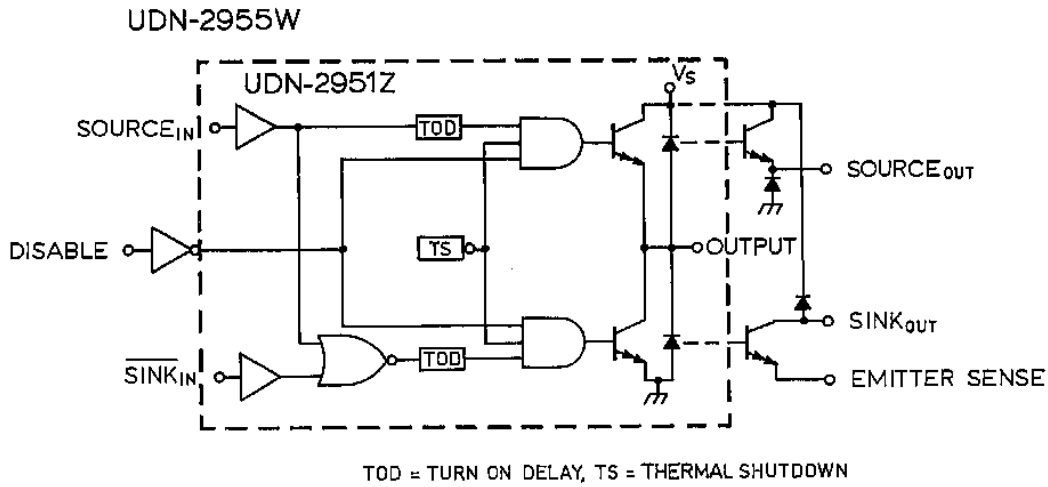 UDN-2955W
UDN-2951Z
VS
SOURCEIN
TOD
SOURCEOUT
DISABLE
TS
OUTPUT
SINKOUT
SINKIN
TOD
EMITTER SENSE
TOD = TURN ON DELAY, TS = THERMAL SHUTDOWN